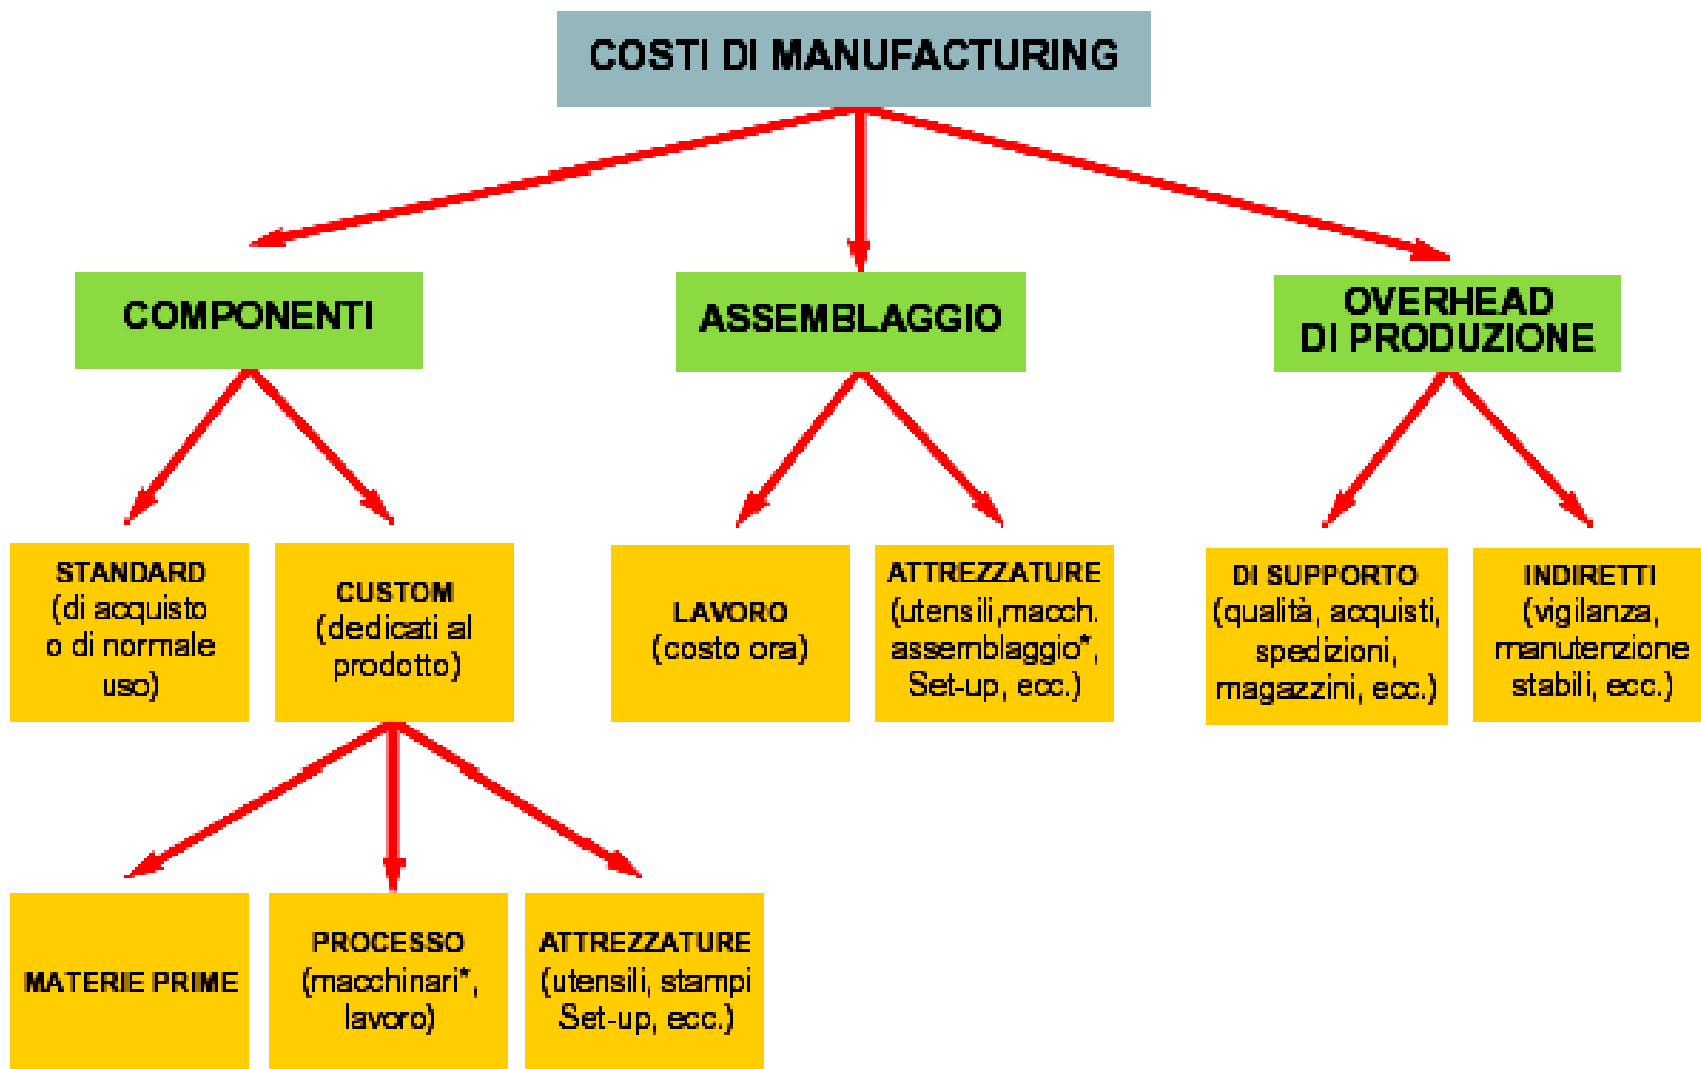 COSTI DI MANUFACTURING
COMPONENTI
ASSEMBLAGGIO
OVERHEAD
DI PRODUZIONE
STANDARD
(di acquisto
o di normale
uso)
CUSTOM
(dedicati al
prodotto)
LAVORO
(costo ora)
ATTREZZATURE
(utensili,macch.
assemblaggio*,
Set-up, ecc.)
DI SUPPORTO
(qualità, acquisti,
spedizioni,
magazzini, ecc.)
INDIRETTI
(vigilanza,
manutenzione
stabili, ecc.)
MATERIE PRIME
PROCESSO
(macchinari*,
lavoro)
ATTREZZATURE
(utensili, stampi
Set-up, ecc.)